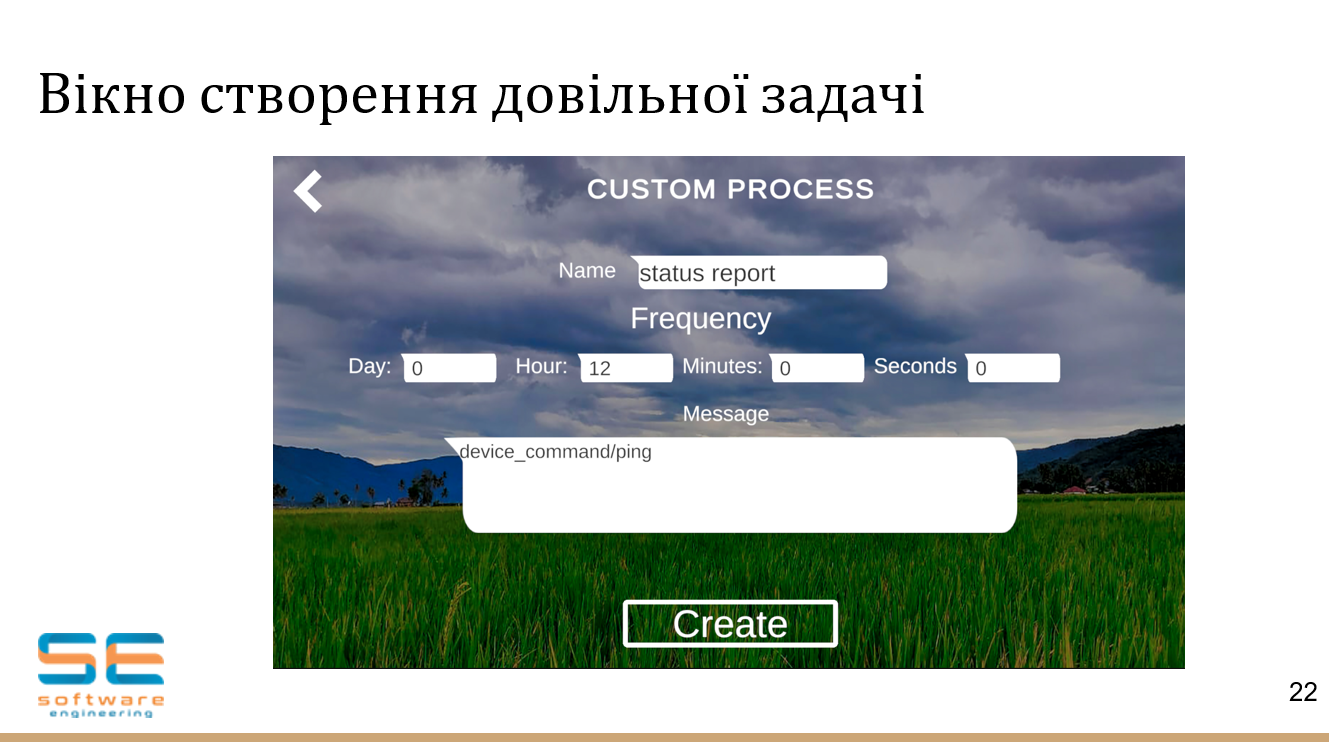 Вікно створення довільної задачі
CUSTOM PROCESS
Name status report
Frequency
Day: 0 Hour: 12 Minutes: 0 Seconds 0
Message
device_command/ping
Create
SE
software
engineering
22